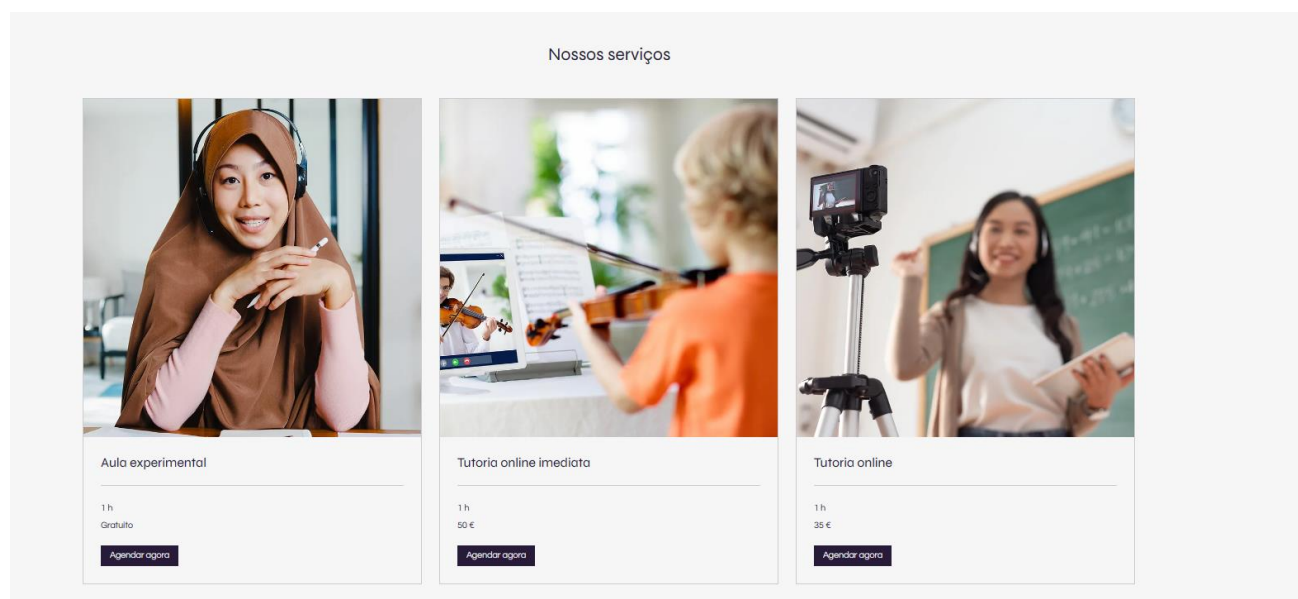 Nossos serviços
Aula experimental
1 h
Gratuito
Agendar agora
Tutoria online imediata
1 h
50 €
Agendar agora
Tutoria online
1 h
35 €
Agendar agora